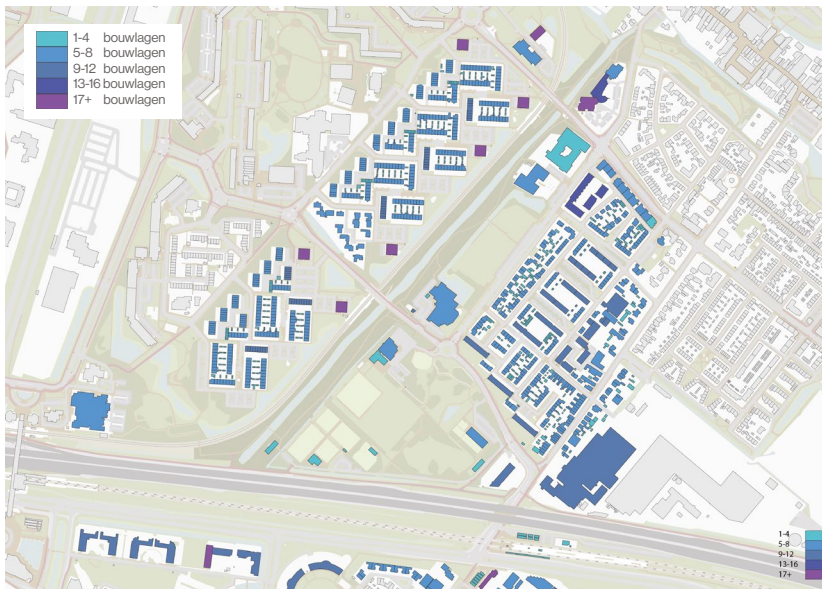 1-4 bouwlagen
5-8 bouwlagen
9-12 bouwlagen
13-16 bouwlagen
17+ bouwlagen
1-4
5-8
9-12
13-16
17+